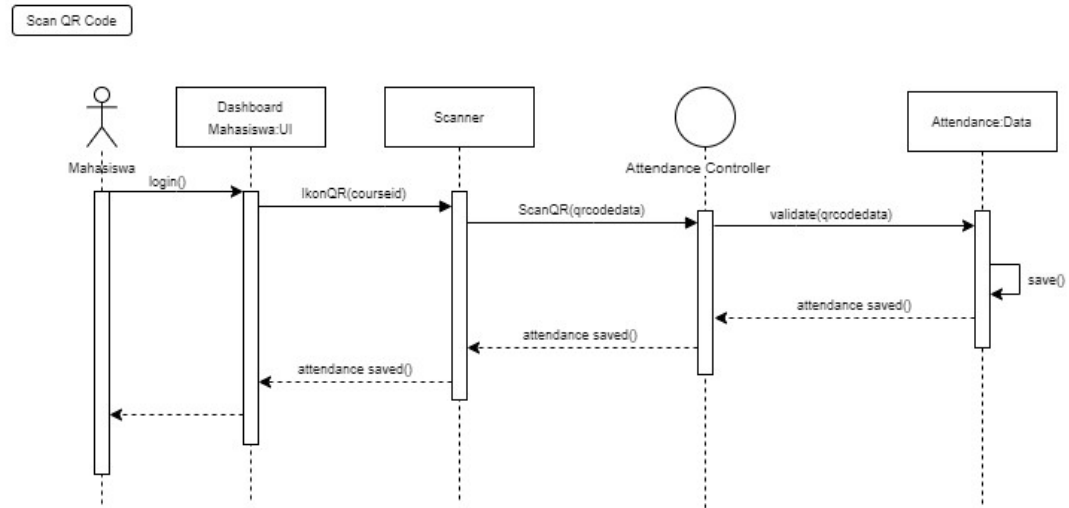 Scan QR Code
Dashboard
Mahasiswa:UI
Scanner
Attendance:Data
Mahasiswa
Attendance Controller
login()
IkonQR(courseid)
ScanQR(qrcodedata)
validate(qrcodedata)
save()
attendance saved()
attendance saved()
attendance saved()